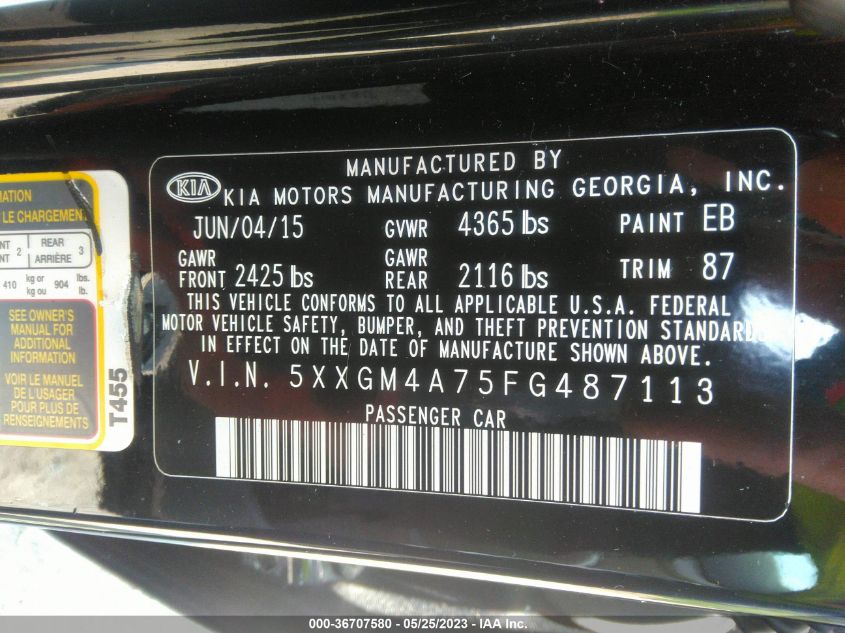 MANUFACTURED BY
KIA KIA MOTORS MANUFACTURING GEORGIA, INC.
JUN/04/15 GVWR 4365 lbs PAINT EB
GAWR FRONT 2425 lbs GAWR REAR 2116 lbs TRIM 87
THIS VEHICLE CONFORMS TO ALL APPLICABLE U.S.A. FEDERAL
MOTOR VEHICLE SAFETY, BUMPER, AND THEFT PREVENTION STANDARDS
IN EFFECT ON THE DATE OF MANUFACTURE SHOWN ABOVE.
V.I.N. 5XXGM4A75FG487113
PASSENGER CAR
LE CHARGEMENT
2 REAR
ARRIÈRE 3
410 kg or
kg ou 904 lbs.
lb.
SEE OWNER'S
MANUAL FOR
ADDITIONAL
INFORMATION
VOIR LE MANUEL
DE L'USAGER
POUR PLUS DE
RENSEIGNEMENTS
T455
000-36707580 - 05/25/2023 - IAA Inc.